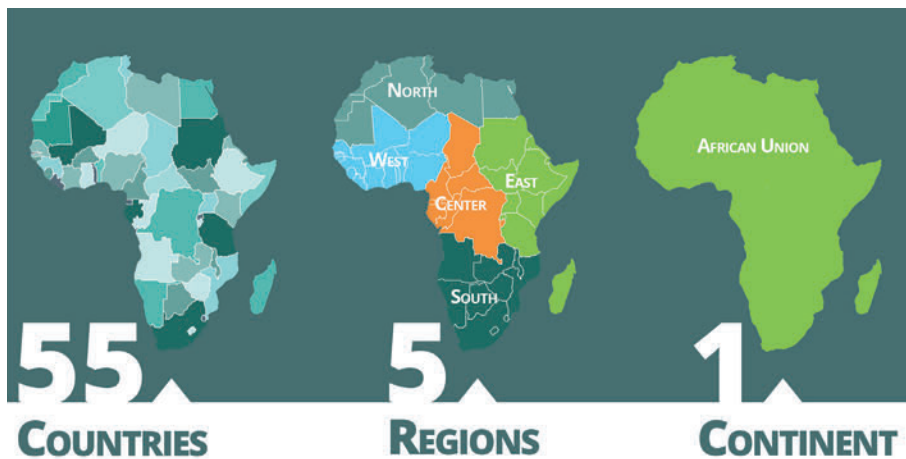 55
COUNTRIES
NORTH
WEST
EAST
CENTER
SOUTH
5
REGIONS
AFRICAN UNION
1
CONTINENT